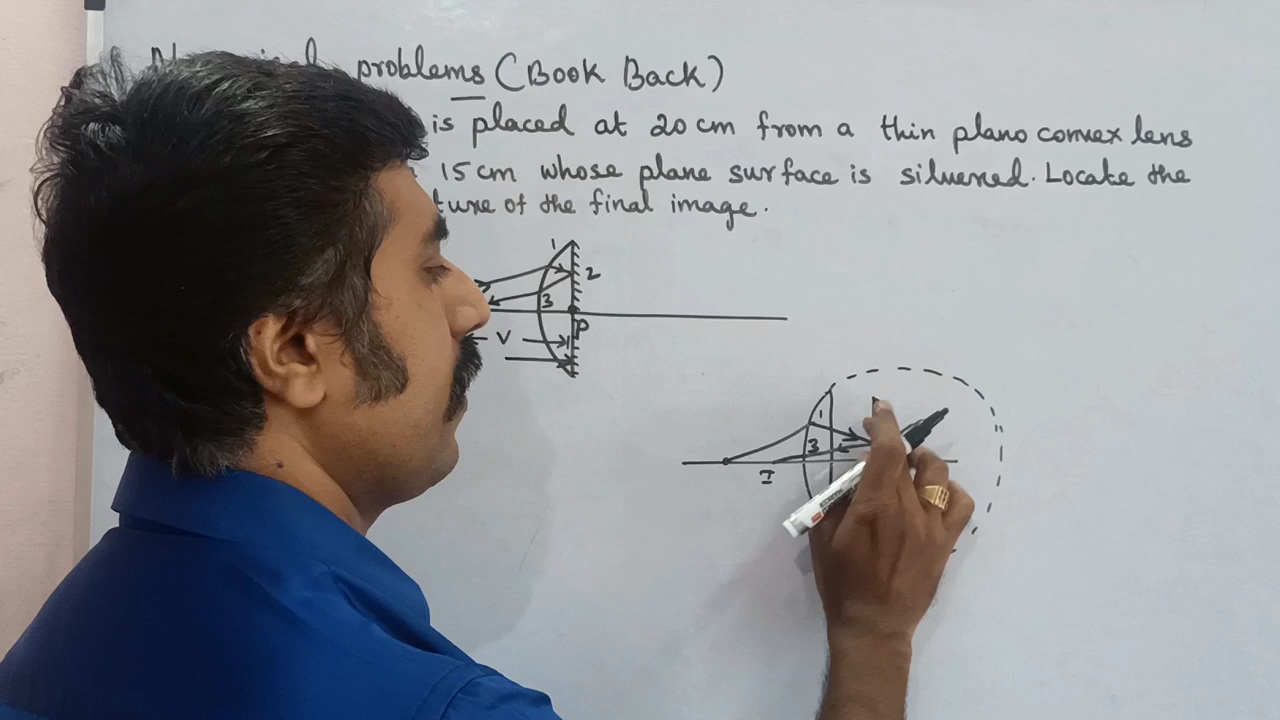 problems (Book Back)
is placed at 20 cm from a thin plano convex lens
15 cm whose plane surface is silvered. Locate the
of the final image.
1
2
3
P
V
1
3
I